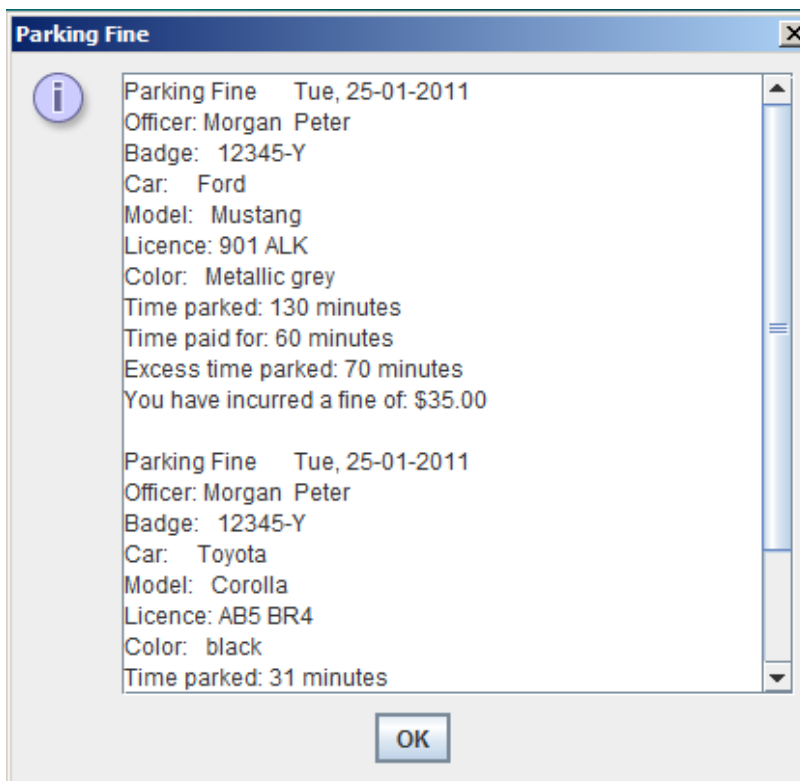 Parking Fine
Parking Fine Tue, 25-01-2011
Officer: Morgan Peter
Badge: 12345-Y
Car: Ford
Model: Mustang
Licence: 901 ALK
Color: Metallic grey
Time parked: 130 minutes
Time paid for: 60 minutes
Excess time parked: 70 minutes
You have incurred a fine of: $35.00
Parking Fine Tue, 25-01-2011
Officer: Morgan Peter
Badge: 12345-Y
Car: Toyota
Model: Corolla
Licence: AB5 BR4
Color: black
Time parked: 31 minutes
OK